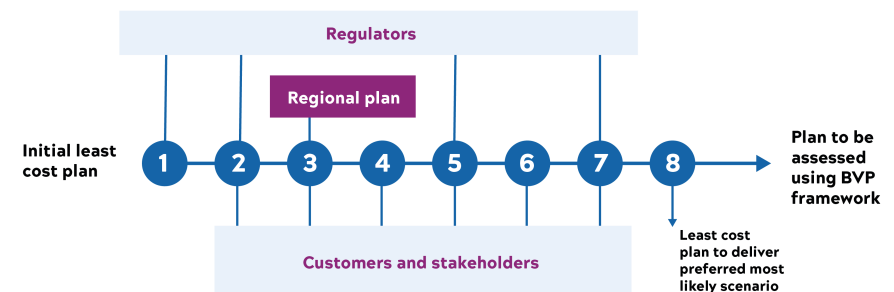 Regulators
Regional plan
Initial least
cost plan
1 2 3 4 5 6 7 8
Plan to be
assessed
using BVP
framework
Customers and stakeholders
Least cost
plan to deliver
preferred most
likely scenario